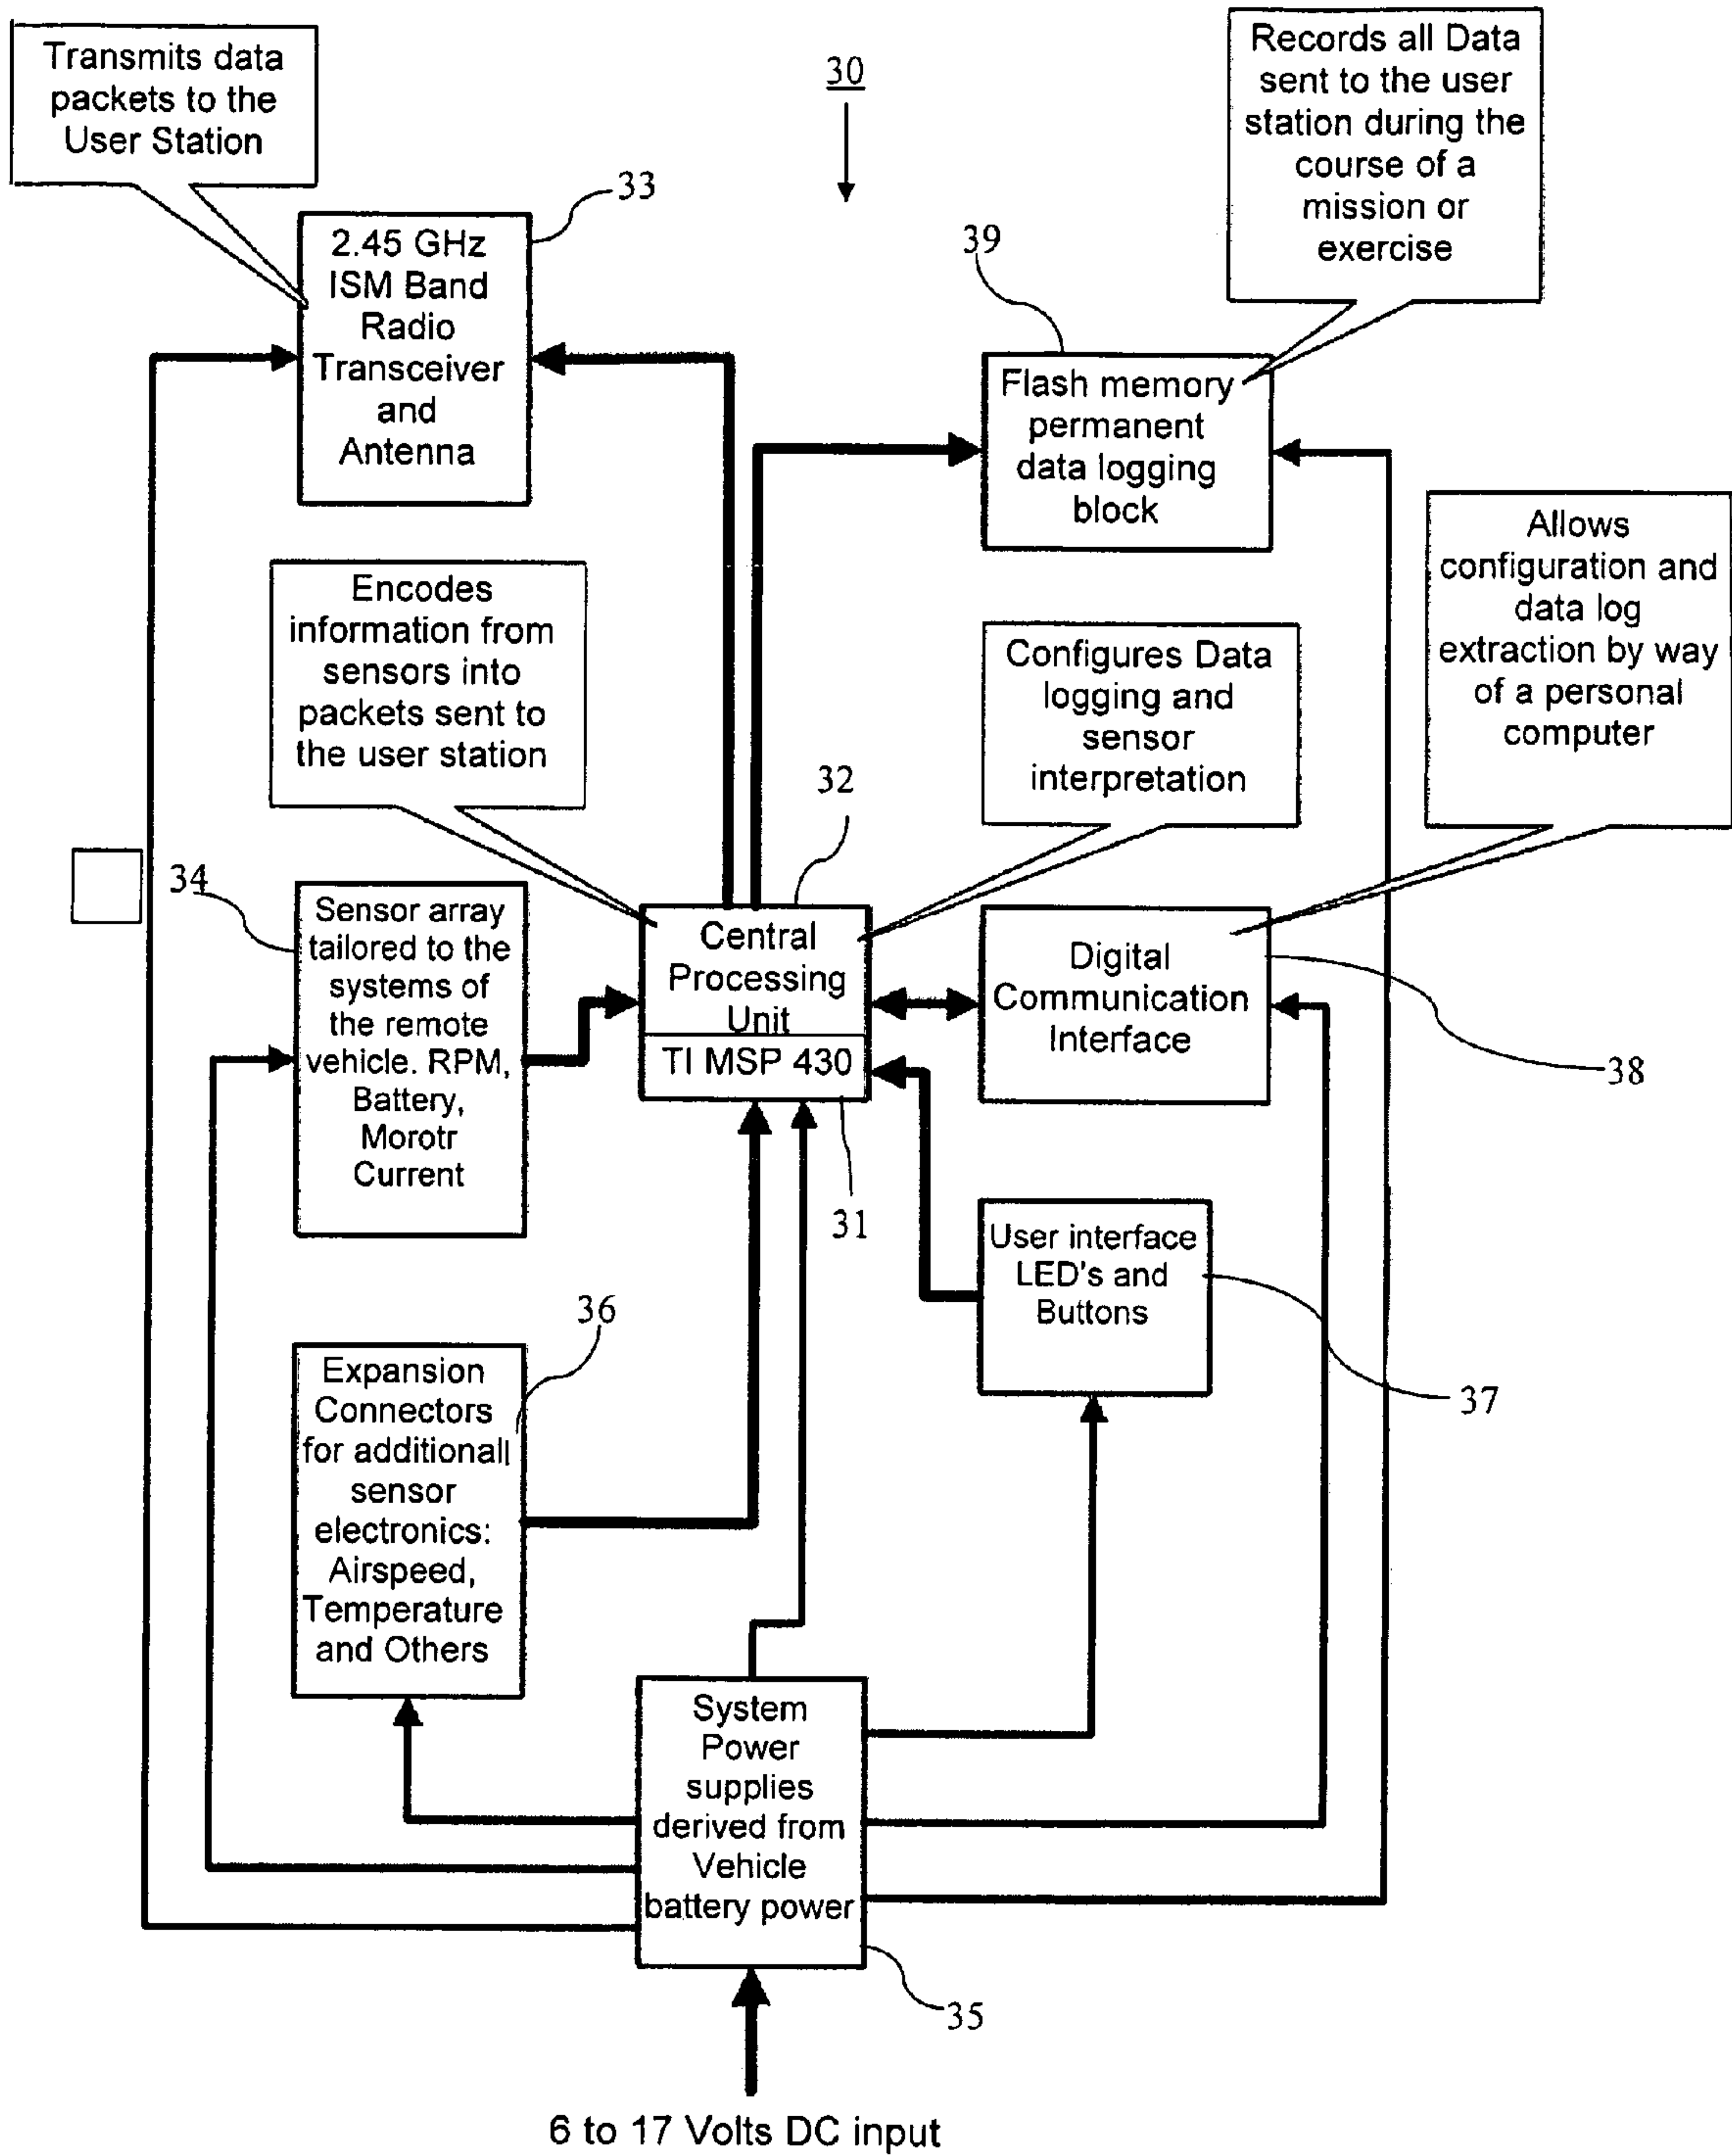 Transmits data
packets to the
User Station
30
Records all Data
sent to the user
station during the
course of a
mission or
exercise
33
2.45 GHz
ISM Band
Radio
Transceiver
and
Antenna
39
Flash memory
permanent
data logging
block
Allows
configuration and
data log
extraction by way
of a personal
computer
Encodes
information from
sensors into
packets sent to
the user station
Configures Data
logging and
sensor
interpretation
32
34
Sensor array
tailored to the
systems of
the remote
vehicle. RPM,
Battery,
Morotr
Current
Central
Processing
Unit
TI MSP 430
31
Digital
Communication
Interface
38
User interface
LED's and
Buttons
37
36
Expansion
Connectors
for additionall
sensor
electronics:
Airspeed,
Temperature
and Others
System
Power
supplies
derived from
Vehicle
battery power
35
6 to 17 Volts DC input